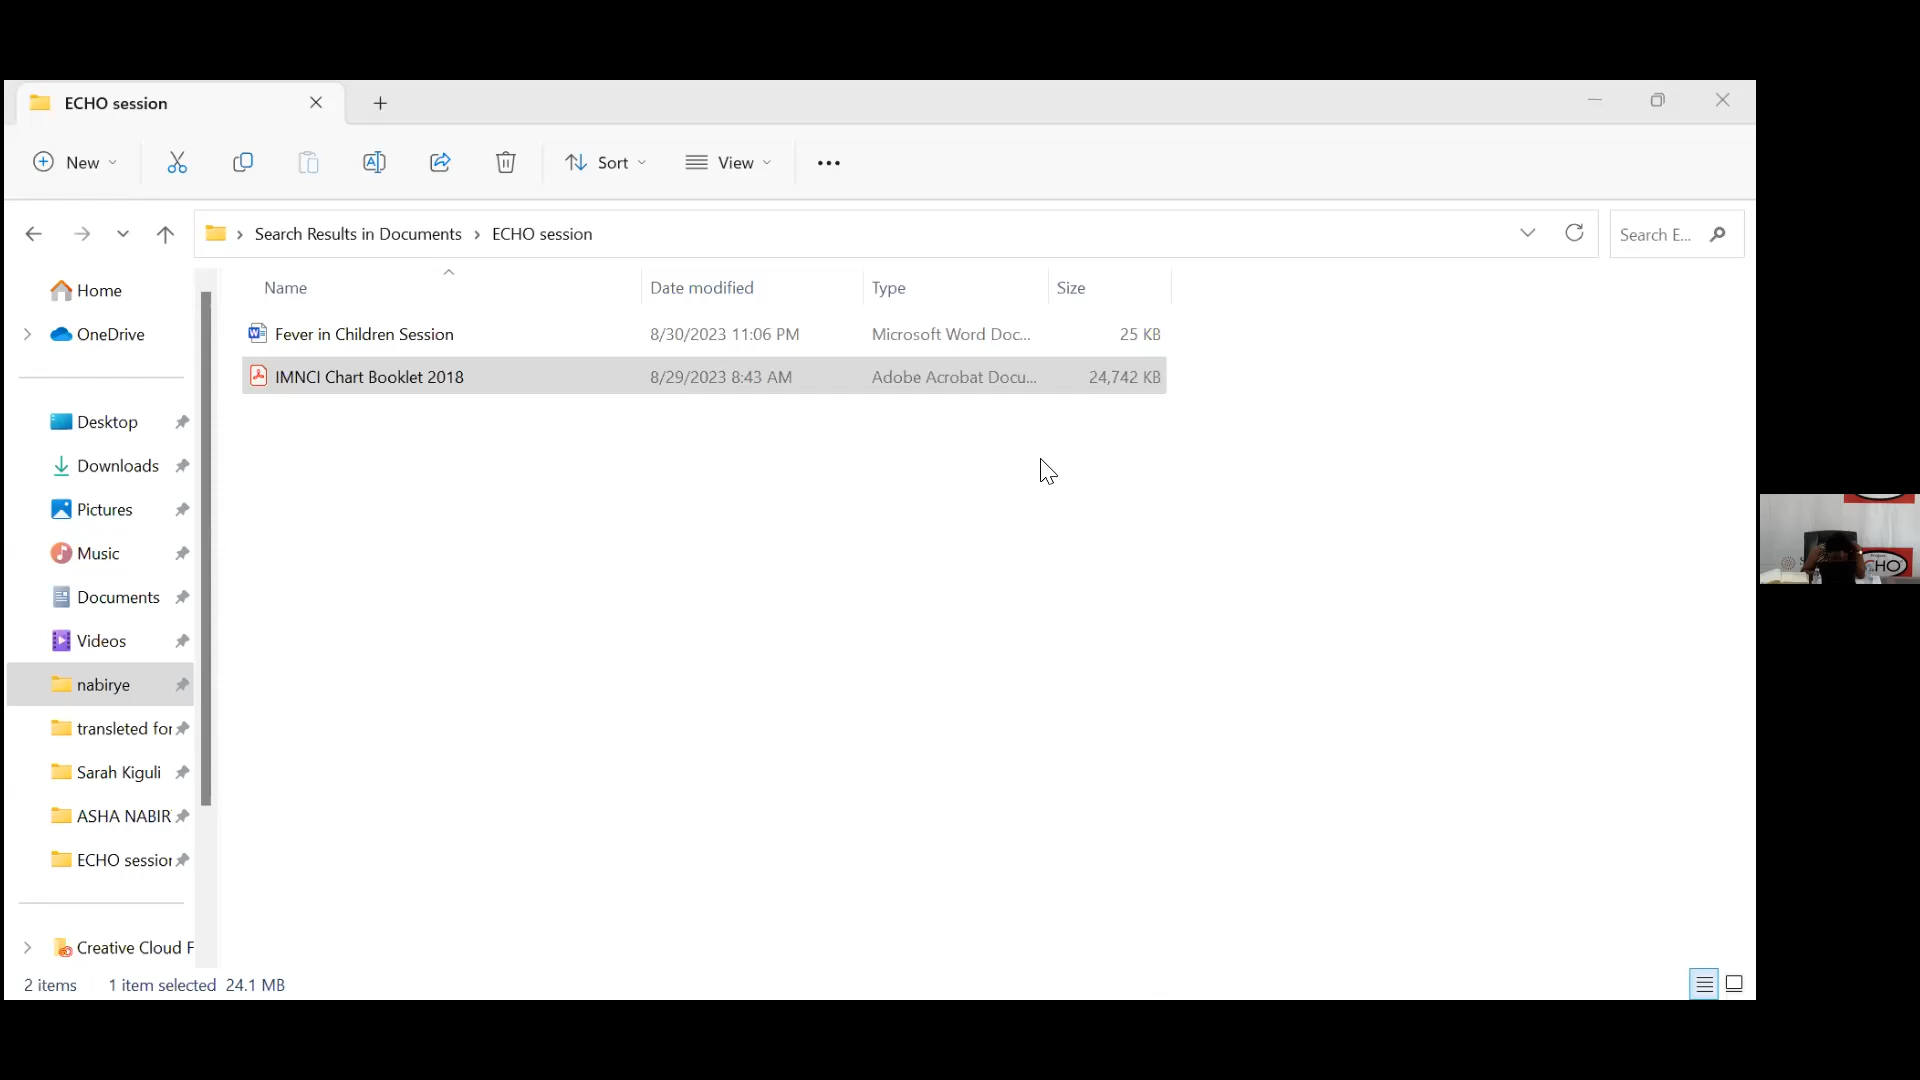 ECHO session
New
Sort
View
Search Results in Documents
ECHO session
Search E...
Name
Date modified
Type
Size
Fever in Children Session
8/30/2023 11:06 PM
Microsoft Word Doc...
25 KB
IMNCI Chart Booklet 2018
8/29/2023 8:43 AM
Adobe Acrobat Docu...
24,742 KB
Home
OneDrive
Desktop
Downloads
Pictures
Music
Documents
Videos
nabirye
transleted for
Sarah Kiguli
ASHA NABIR
ECHO session
Creative Cloud F
2 items
1 item selected 24.1 MB
CHO